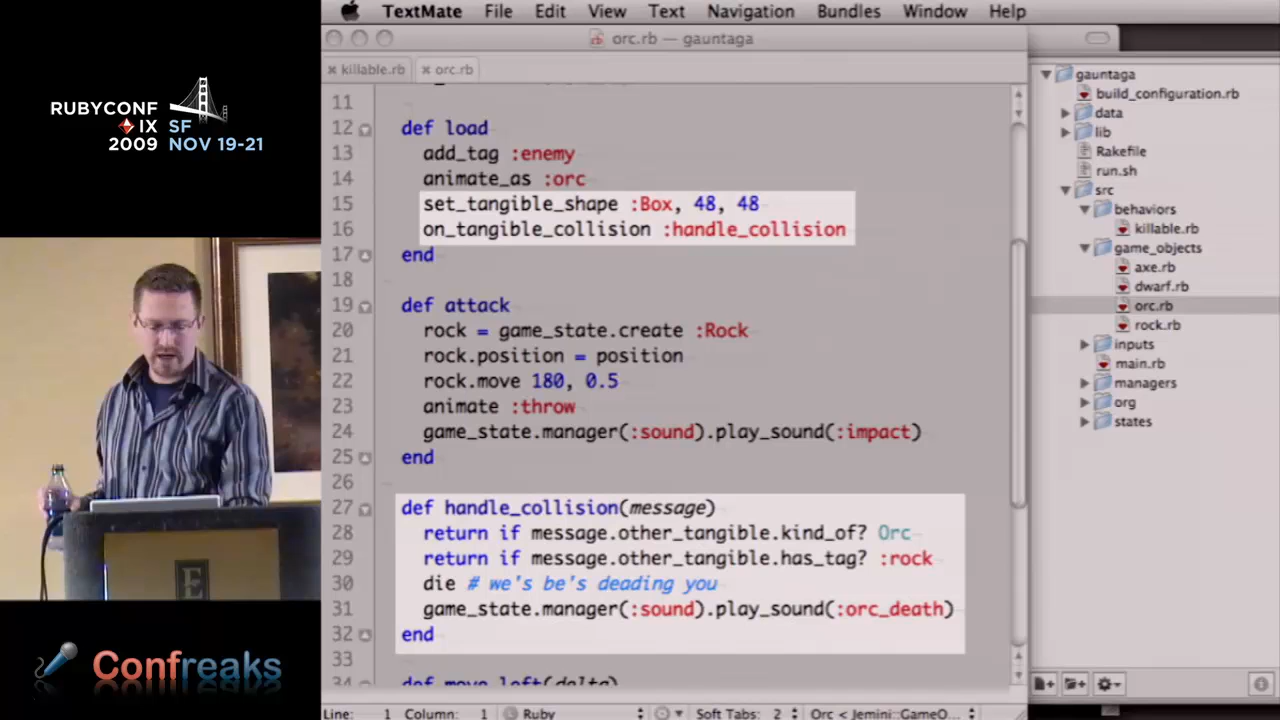 TextMate File Edit View Text Navigation Bundles Window Help
orc.rb — gauntaga
killable.rb orc.rb
11
12 def load
13 add_tag :enemy
14 animate_as :orc
15 set_tangible_shape :Box, 48, 48
16 on_tangible_collision :handle_collision
17 end
18
19 def attack
20 rock = game_state.create :Rock
21 rock.position = position
22 rock.move 180, 0.5
23 animate :throw
24 game_state.manager(:sound).play_sound(:impact)
25 end
26
27 def handle_collision(message)
28 return if message.other_tangible.kind_of? Orc
29 return if message.other_tangible.has_tag? :rock
30 die # we's be's deading you
31 game_state.manager(:sound).play_sound(:orc_death)
32 end
33
34 def move_left(delta)
Line: 1 Column: 1 Ruby Soft Tabs: 2 Orc < Jemini::GameO...
gauntaga
build_configuration.rb
data
lib
Rakefile
run.sh
src
behaviors
killable.rb
game_objects
axe.rb
dwarf.rb
orc.rb
rock.rb
inputs
main.rb
managers
org
states
RUBYCONF
IX SF
2009 NOV 19-21
E
Confreaks